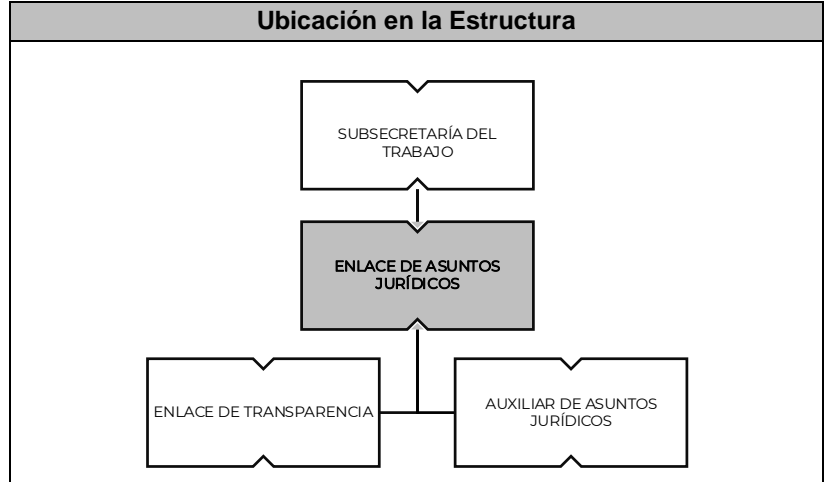 Ubicación en la Estructura
SUBSECRETARÍA DEL
TRABAJO
ENLACE DE ASUNTOS
JURÍDICOS
ENLACE DE TRANSPARENCIA
AUXILIAR DE ASUNTOS
JURÍDICOS